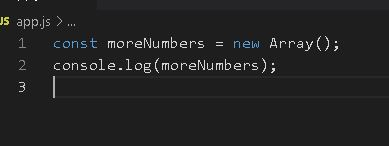 JS app.js > ...
1 const moreNumbers = new Array();
2 console.log(moreNumbers);
3